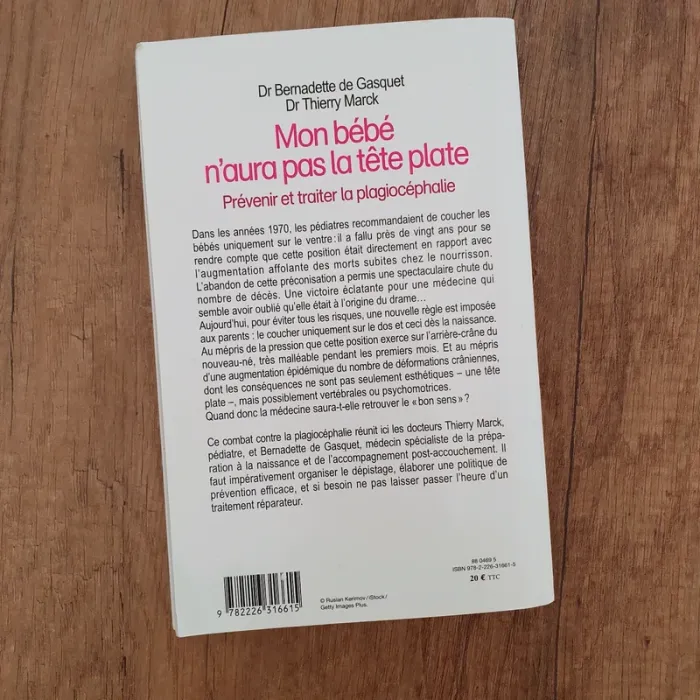 Dr Bernadette de Gasquet
Dr Thierry Marck
Mon bébé
n'aura pas la tête plate
Prévenir et traiter la plagiocéphalie
Dans les années 1970, les pédiatres recommandaient de coucher les
bébés uniquement sur le ventre : il a fallu près de vingt ans pour se
rendre compte que cette position était directement en rapport avec
l'augmentation affolante des morts subites chez le nourrisson.
L'abandon de cette préconisation a permis une spectaculaire chute du
nombre de décès. Une victoire éclatante pour une médecine qui
semble avoir oublié qu'elle était à l'origine du drame...
Aujourd'hui, pour éviter tous les risques, une nouvelle règle est imposée
aux parents : le coucher uniquement sur le dos et ceci dès la naissance.
Au mépris de la pression que cette position exerce sur l'arrière-crâne du
nouveau-né, très malléable pendant les premiers mois. Et au mépris
d'une augmentation épidémique du nombre de déformations crâniennes,
dont les conséquences ne sont pas seulement esthétiques – une tête
plate –, mais possiblement vertébrales ou psychomotrices.
Quand donc la médecine saura-t-elle retrouver le « bon sens » ?
Ce combat contre la plagiocéphalie réunit ici les docteurs Thierry Marck,
pédiatre, et Bernadette de Gasquet, médecin spécialiste de la prépa-
ration à la naissance et de l'accompagnement post-accouchement. Il
faut impérativement organiser le dépistage, élaborer une politique de
prévention efficace, et si besoin ne pas laisser passer l'heure d'un
traitement réparateur.
98 0469 5
ISBN 978-2-226-31661-5
20 € TTC
© Ruslan Kerimov / iStock /
Getty Images Plus.
9 782226 316615